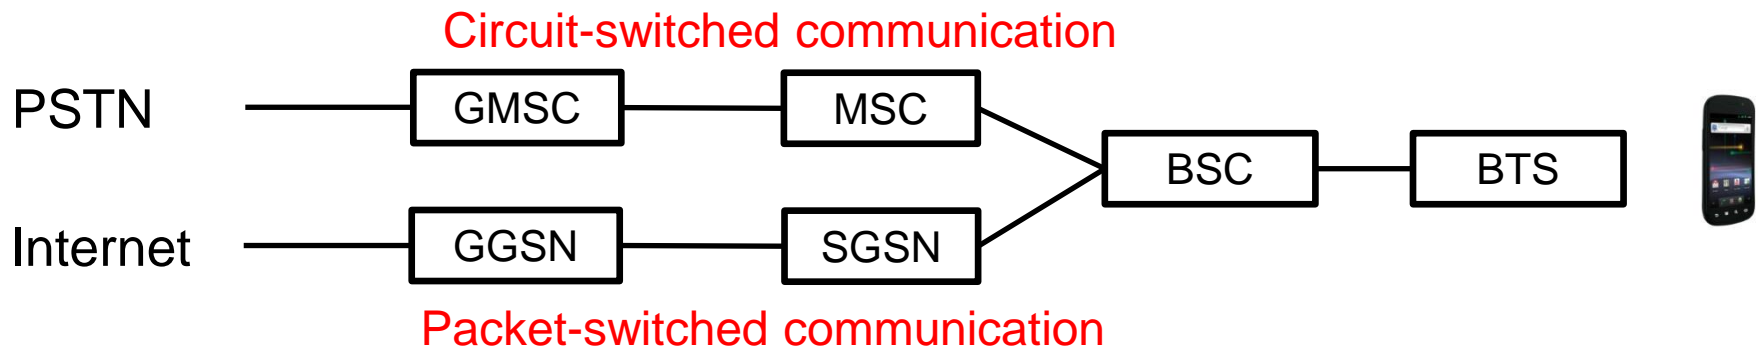 Circuit-switched communication
PSTN GMSC MSC
BSC BTS
Internet GGSN SGSN
Packet-switched communication